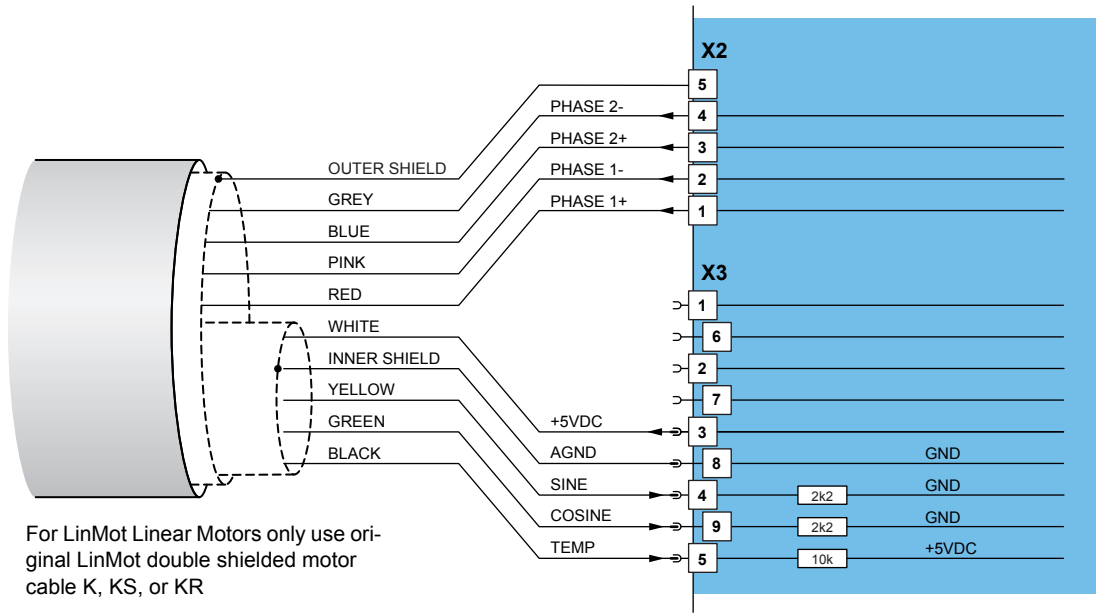 X2
5
PHASE 2- 4
PHASE 2+ 3
OUTER SHIELD PHASE 1- 2
GREY PHASE 1+ 1
BLUE
PINK X3
RED 1
WHITE 6
INNER SHIELD 2
YELLOW 7
GREEN +5VDC 3
BLACK AGND 8 GND
SINE 4 2k2 GND
COSINE 9 2k2 GND
TEMP 5 10k +5VDC
For LinMot Linear Motors only use ori-
ginal LinMot double shielded motor
cable K, KS, or KR